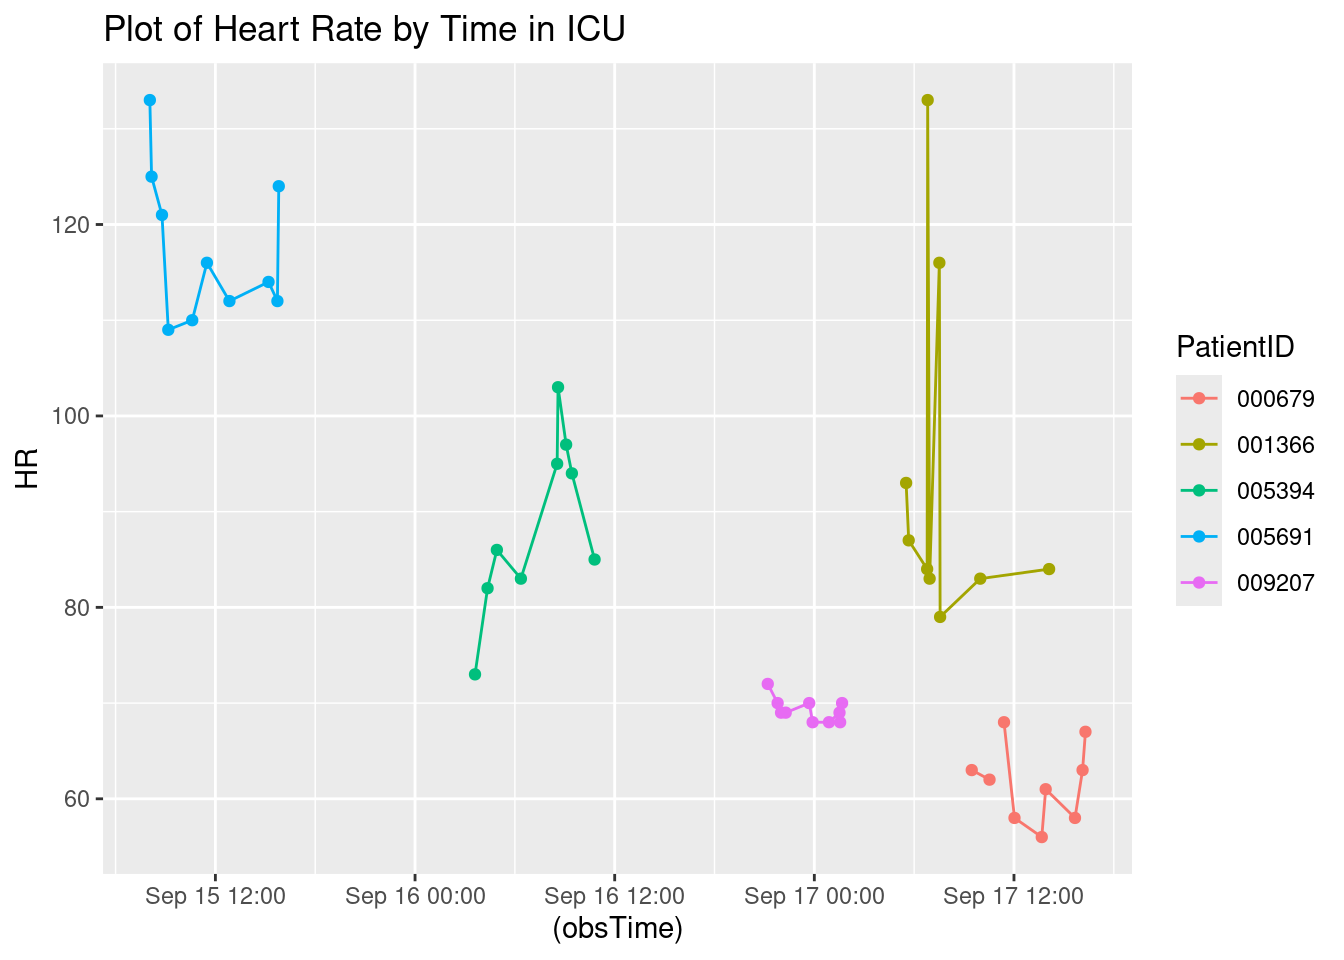 Plot of Heart Rate by Time in ICU
HR
120
100
80
60
Sep 15 12:00
Sep 16 00:00
Sep 16 12:00
Sep 17 00:00
Sep 17 12:00
(obsTime)
PatientID
000679
001366
005394
005691
009207